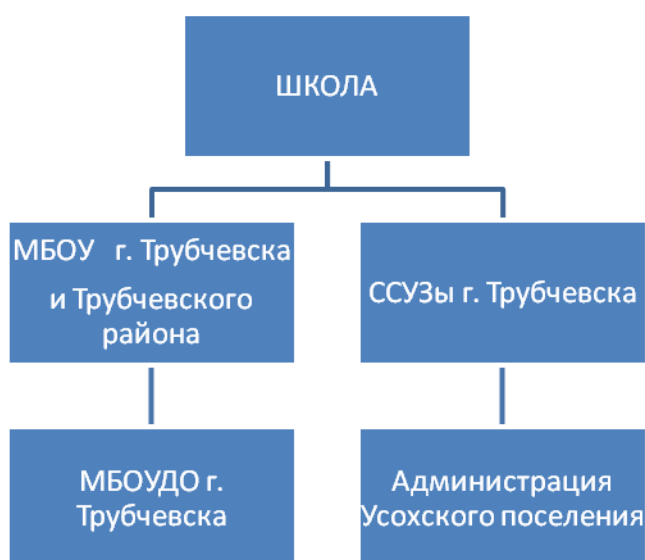 ШКОЛА
МБОУ г. Трубчевска
и Трубчевского
района
ССУЗы г. Трубчевска
МБОУДО г.
Трубчевска
Администрация
Усохского поселения